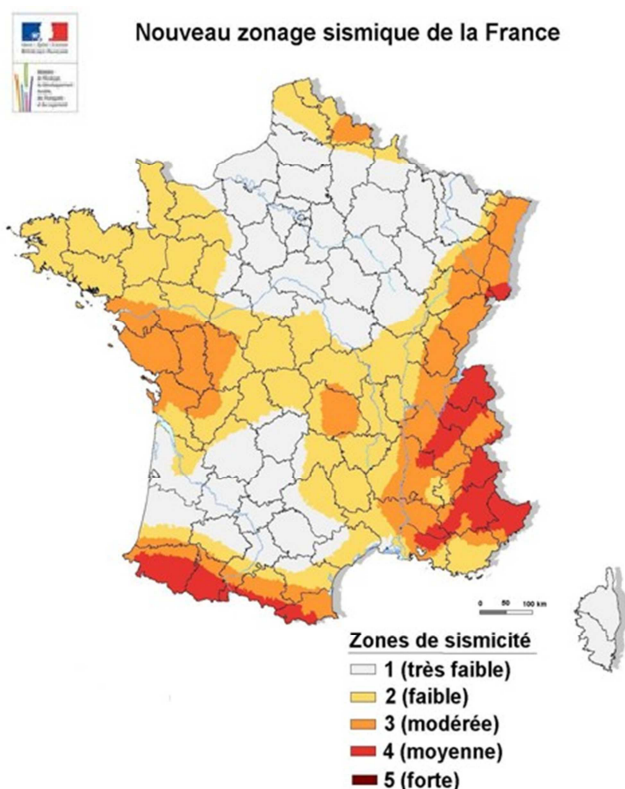 Nouveau zonage sismique de la France
0 50 100 km
Zones de sismicité
1 (très faible)
2 (faible)
3 (modérée)
4 (moyenne)
5 (forte)